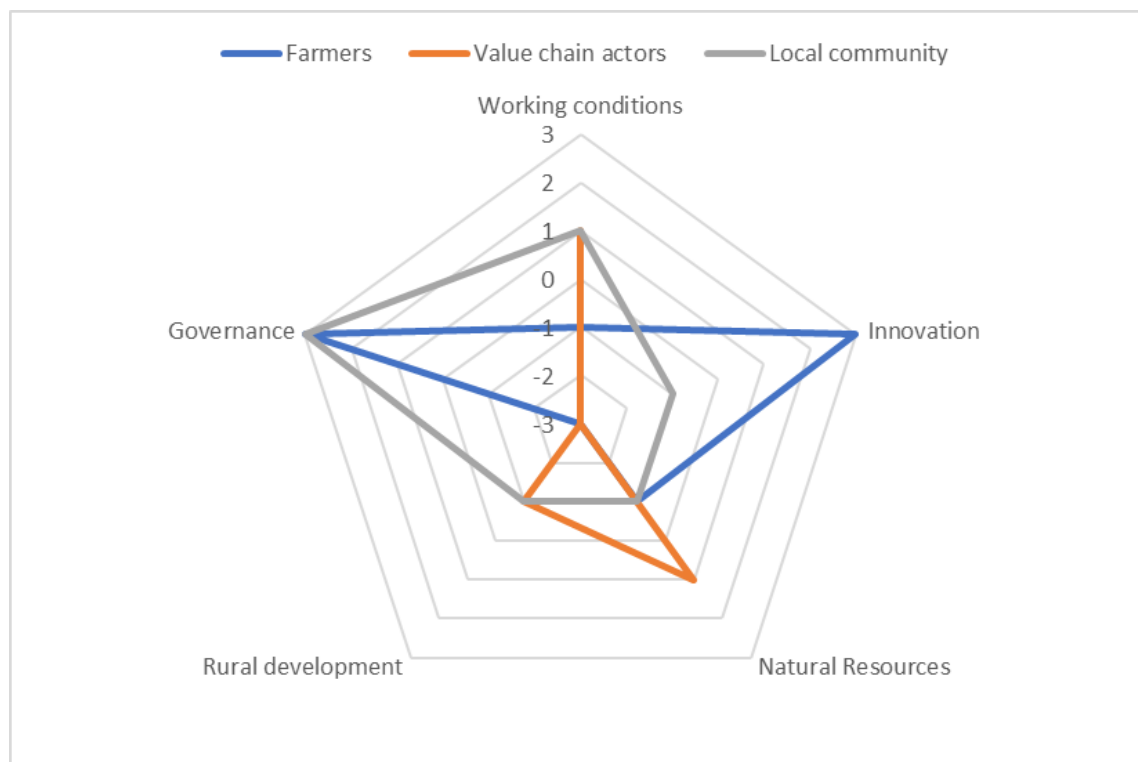 Farmers Value chain actors Local community
Working conditions
3
2
1
0
Governance -1 Innovation
-2
-3
Rural development Natural Resources